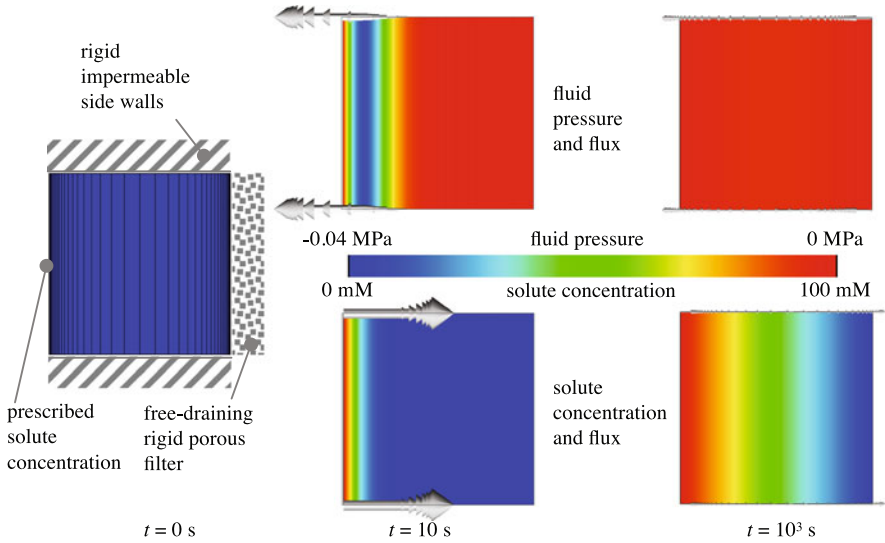 rigid
impermeable
side walls
fluid
pressure
and flux
-0.04 MPa
fluid pressure
0 MPa
0 mM
solute concentration
100 mM
prescribed
solute
concentration
free-draining
rigid porous
filter
solute
concentration
and flux
t = 0 s
t = 10 s
t = 10³ s